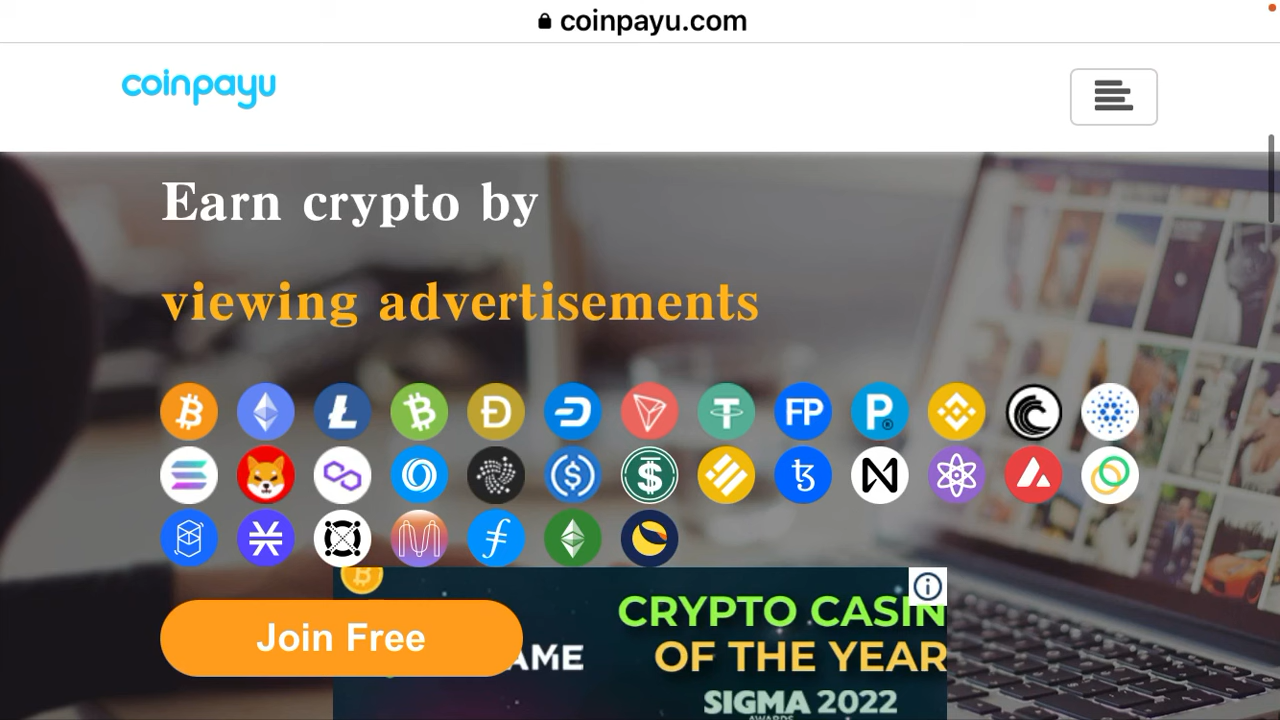 coinpayu.com
coinpayu
Earn crypto by
viewing advertisements
FP
Join Free
AME
CRYPTO CASIN
OF THE YEAR
SIGMA 2022
AWARDS